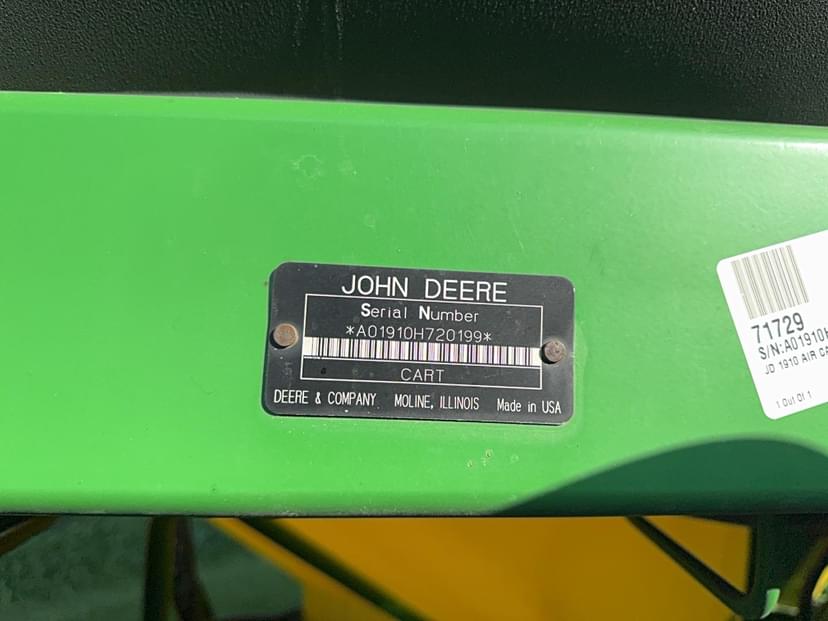 JOHN DEERE
Serial Number
*A01910H720199*
CART
DEERE & COMPANY MOLINE, ILLINOIS Made in USA
71729
S/N:A01910H
JD 1910 AIR CA
1 Out Of 1